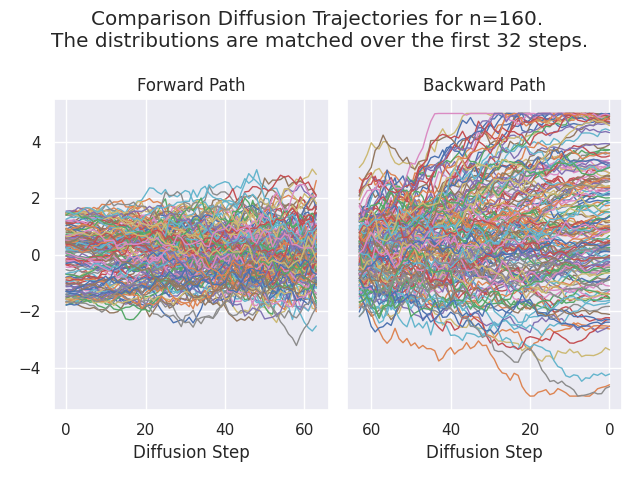 Comparison Diffusion Trajectories for n=160.
The distributions are matched over the first 32 steps.
Forward Path
Backward Path
4
2
0
−2
−4
0 20 40 60
60 40 20 0
Diffusion Step
Diffusion Step